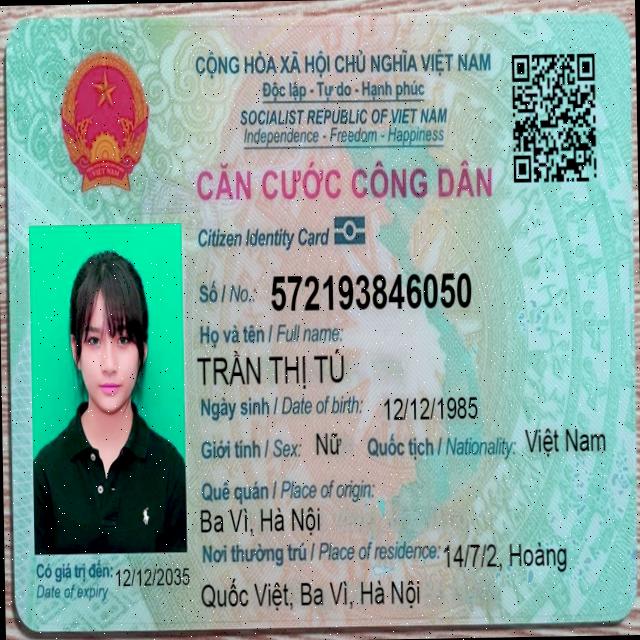 CỘNG HÒA XÃ HỘI CHỦ NGHĨA VIỆT NAM
Độc lập - Tự do - Hạnh phúc
SOCIALIST REPUBLIC OF VIET NAM
Independence - Freedom - Happiness
CĂN CƯỚC CÔNG DÂN
Citizen Identity Card
Số / No.: 572193846050
Họ và tên / Full name:
TRẦN THỊ TÚ
Ngày sinh / Date of birth: 12/12/1985
Giới tính / Sex: Nữ Quốc tịch / Nationality: Việt Nam
Quê quán / Place of origin:
Ba Vì, Hà Nội
Nơi thường trú / Place of residence: 14/7/2, Hoàng
Quốc Việt, Ba Vì, Hà Nội
Có giá trị đến: 12/12/2035
Date of expiry
VIỆT NAM